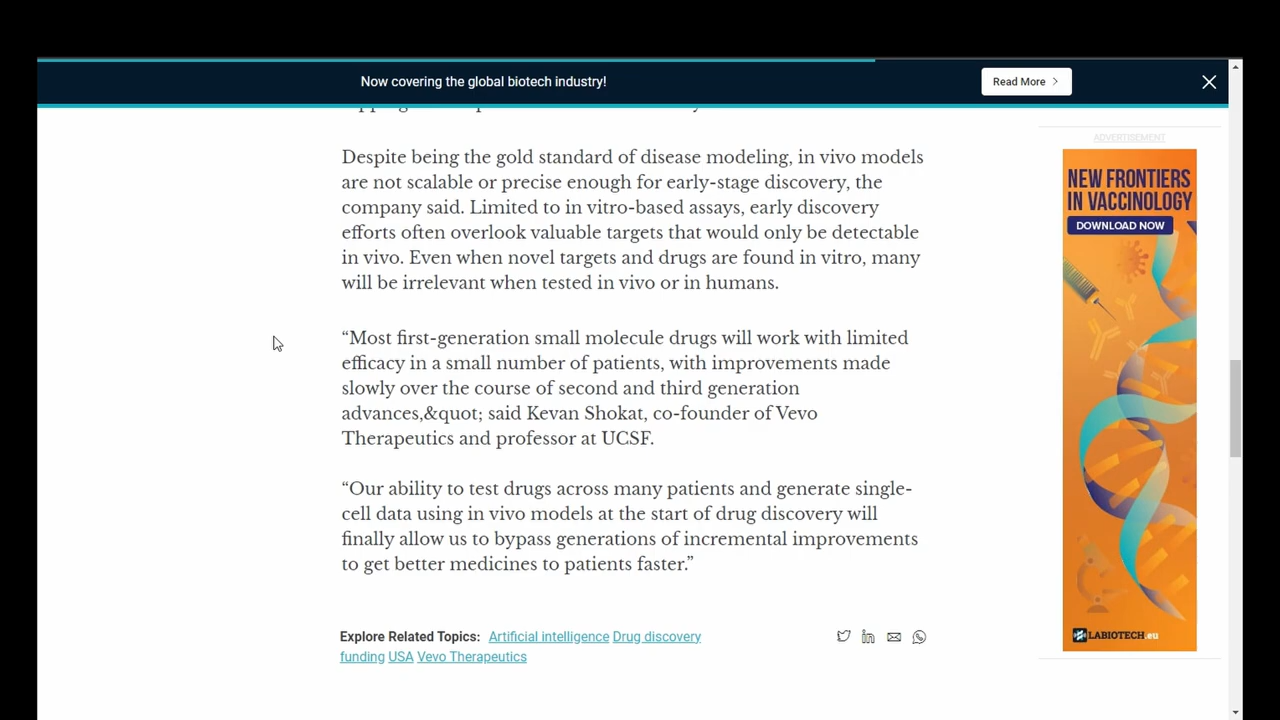 Now covering the global biotech industry!
Read More
Despite being the gold standard of disease modeling, in vivo models
are not scalable or precise enough for early-stage discovery, the
company said. Limited to in vitro-based assays, early discovery
efforts often overlook valuable targets that would only be detectable
in vivo. Even when novel targets and drugs are found in vitro, many
will be irrelevant when tested in vivo or in humans.
“Most first-generation small molecule drugs will work with limited
efficacy in a small number of patients, with improvements made
slowly over the course of second and third generation
advances,&quot; said Kevan Shokat, co-founder of Vevo
Therapeutics and professor at UCSF.
“Our ability to test drugs across many patients and generate single-
cell data using in vivo models at the start of drug discovery will
finally allow us to bypass generations of incremental improvements
to get better medicines to patients faster.”
Explore Related Topics: Artificial intelligence Drug discovery
funding USA Vevo Therapeutics
ADVERTISEMENT
NEW FRONTIERS
IN VACCINOLOGY
DOWNLOAD NOW
LABIOTECH.eu